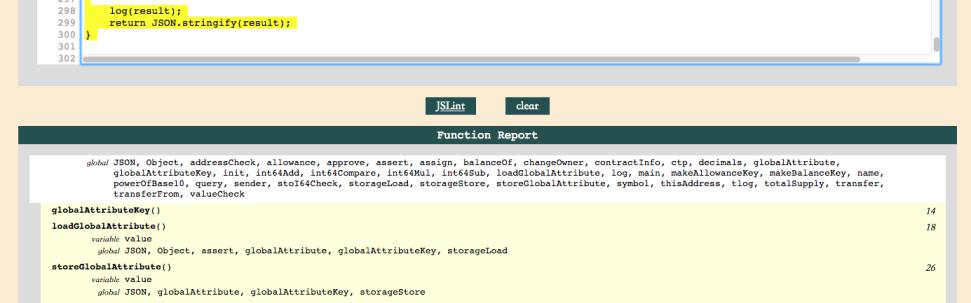 298 log(result);
299 return JSON.stringify(result);
300 }
301
302
JSLint clear
Function Report
global JSON, Object, addressCheck, allowance, approve, assert, assign, balanceOf, changeOwner, contractInfo, ctp, decimals, globalAttribute,
globalAttributeKey, init, int64Add, int64Compare, int64Mul, int64Sub, loadGlobalAttribute, log, main, makeAllowanceKey, makeBalanceKey, name,
powerOfBase10, query, sender, stoI64Check, storageLoad, storageStore, storeGlobalAttribute, symbol, thisAddress, tlog, totalSupply, transfer,
transferFrom, valueCheck
globalAttributeKey() 14
loadGlobalAttribute() 18
variable value
global JSON, Object, assert, globalAttribute, globalAttributeKey, storageLoad
storeGlobalAttribute() 26
variable value
global JSON, globalAttribute, globalAttributeKey, storageStore